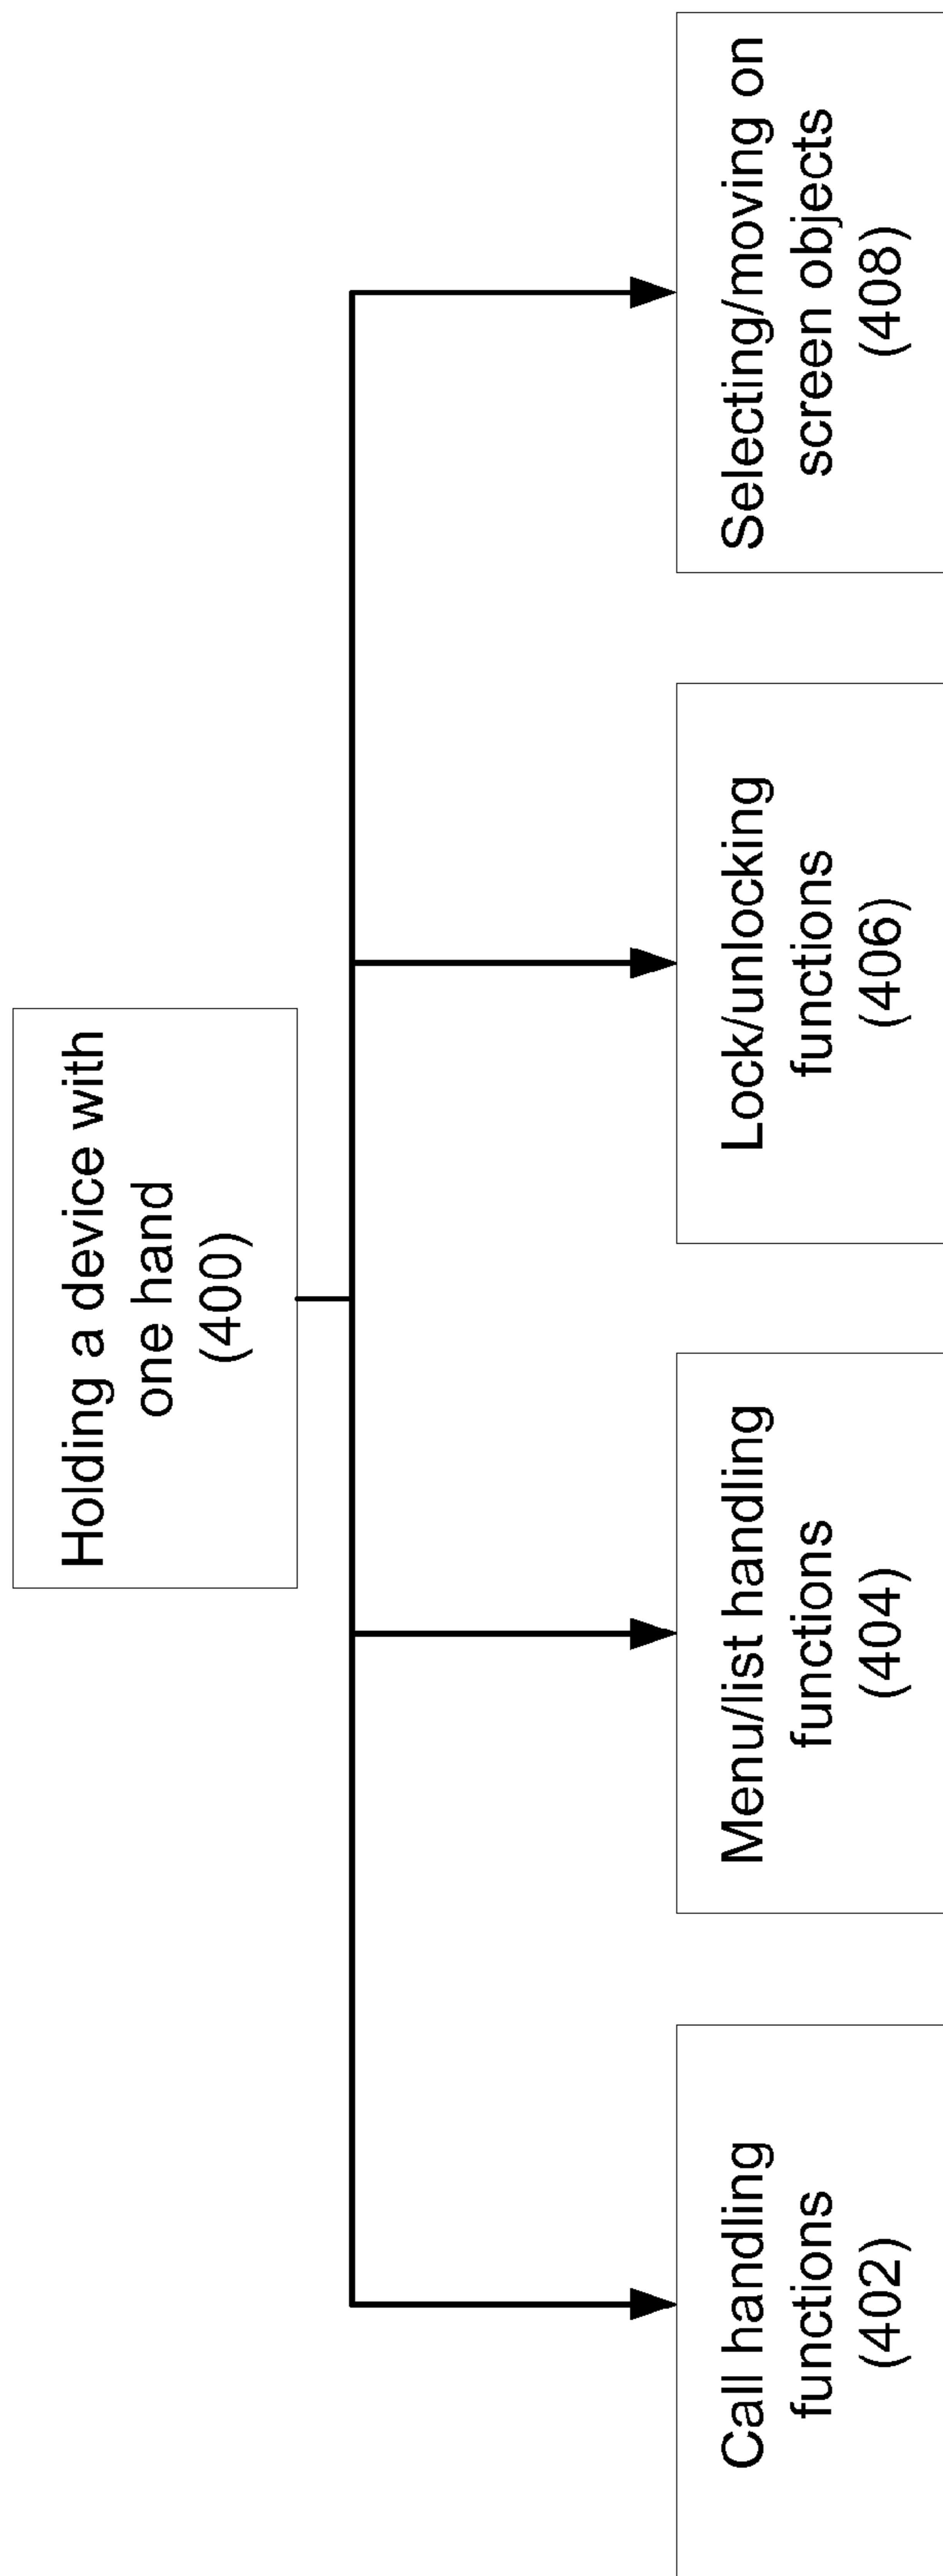 Holding a device with
one hand
(400)
Call handling
functions
(402)
Menu/list handling
functions
(404)
Lock/unlocking
functions
(406)
Selecting/moving on
screen objects
(408)